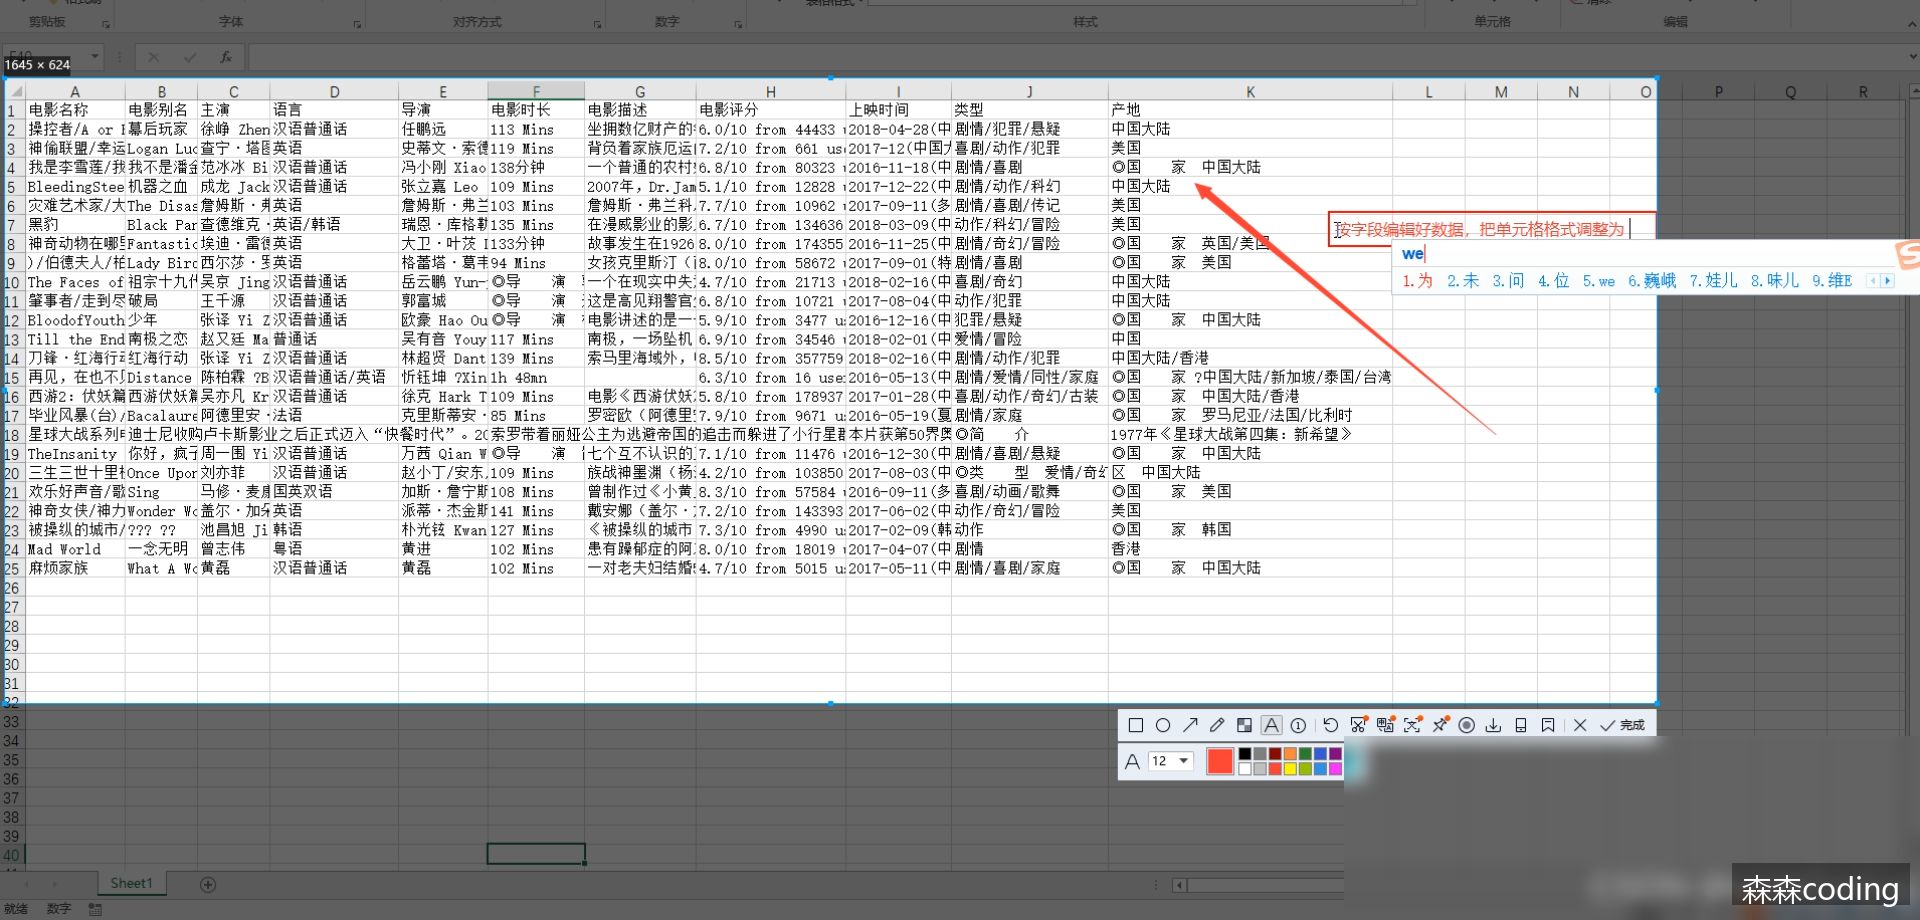 剪贴板 字体 对齐方式 数字 样式 单元格 编辑
1645 × 624
A B C D E F G H I J K L M N O P Q R
1 电影名称 电影别名 主演 语言 导演 电影时长 电影描述 电影评分 上映时间 类型 产地
2 操控者/A or 幕后玩家 徐峥 Zhen 汉语普通话 任鹏远 113 Mins 坐拥数亿财产的 6.0/10 from 44433 2018-04-28(中 剧情/犯罪/悬疑 中国大陆
3 神偷联盟/幸运 Logan Luc 查宁·塔 英语 史蒂文·索德 119 Mins 背负着家族厄运 7.2/10 from 661 use 2017-12(中国大 喜剧/动作/犯罪 美国
4 我是李雪莲/我 我不是潘金 范冰冰 Bi 汉语普通话 冯小刚 Xiao 138分钟 一个普通的农村 6.8/10 from 80323 2016-11-18(中 剧情/喜剧 ◎国 家 中国大陆
5 BleedingStee 机器之血 成龙 Jack 汉语普通话 张立嘉 Leo 109 Mins 2007年，Dr.Jam 5.1/10 from 12828 2017-12-22(中 剧情/动作/科幻 中国大陆
6 灾难艺术家/大 The Disas 詹姆斯·弗 英语 詹姆斯·弗兰 103 Mins 詹姆斯·弗兰科 7.7/10 from 10962 2017-09-11(多 剧情/喜剧/传记 美国
7 黑豹 Black Par 查德维克· 英语/韩语 瑞恩·库格勒 135 Mins 在漫威影业的影 6.7/10 from 134636 2018-03-09(中 动作/科幻/冒险 美国
按字段编辑好数据，把单元格格式调整为
8 神奇动物在哪里 Fantastic 埃迪·雷德 英语 大卫·叶茨 133分钟 故事发生在1926 8.0/10 from 174355 2016-11-25(中 剧情/奇幻/冒险 ◎国 家 英国/美国
we
9 )/伯德夫人/柏 Lady Bird 西尔莎·罗 英语 格蕾塔·葛韦 94 Mins 女孩克里斯汀（ 8.0/10 from 58672 2017-09-01(特 剧情/喜剧 ◎国 家 美国
1.为 2.未 3.问 4.位 5.we 6.巍峨 7.娃儿 8.味儿 9.维E
10 The Faces of 祖宗十九代 吴京 Jing 汉语普通话 岳云鹏 Yun- ◎导 演 一个在现实中失 4.7/10 from 21713 2018-02-16(中 剧情/奇幻 中国大陆
11 肇事者/走到尽 破局 王千源 汉语普通话 郭富城 ◎导 演 这是高见翔警官 6.8/10 from 10721 2017-08-04(中 动作/犯罪 中国大陆
12 BloodofYouth 少年 张译 Yi Z 汉语普通话 欧豪 Hao Ou ◎导 演 电影讲述的是一 5.9/10 from 3477 u 2016-12-16(中 犯罪/悬疑 ◎国 家 中国大陆
13 Till the End 南极之恋 赵又廷 Ma 普通话 吴有音 Youy 117 Mins 南极，一场坠机 6.9/10 from 34546 2018-02-01(中 爱情/冒险 中国
14 刀锋·红海行动 红海行动 张译 Yi Z 汉语普通话 林超贤 Dant 139 Mins 索马里海域外， 8.5/10 from 357759 2018-02-16(中 剧情/动作/犯罪 中国大陆/香港
15 再见，在也不见 Distance 陈柏霖 ?B 汉语普通话/英语 忻钰坤 ?Xin 1h 48mn 6.3/10 from 16 use 2016-05-13(中 剧情/爱情/同性/家庭 ◎国 家 ?中国大陆/新加坡/泰国/台湾
16 西游2：伏妖篇 西游伏妖篇 吴亦凡 Kr 汉语普通话 徐克 Hark T 109 Mins 电影《西游伏妖 5.8/10 from 178937 2017-01-28(中 喜剧/动作/奇幻/古装 ◎国 家 中国大陆/香港
17 毕业风暴(台)/ Bacalaure 阿德里安· 法语 克里斯蒂安· 85 Mins 罗密欧（阿德里安 7.9/10 from 9671 u 2016-05-19(戛 剧情/家庭 ◎国 家 罗马尼亚/法国/比利时
18 星球大战系列 迪士尼收购卢卡斯影业之后正式迈入“快餐时代”。20 索罗带着丽娅公主为逃避帝国的追击而躲进了小行星群 本片获第50界奥 ◎简 介 1977年《星球大战第四集：新希望》
19 TheInsanity 你好，疯子 周一围 Yi 汉语普通话 万茜 Qian W ◎导 演 七个互不认识的 7.1/10 from 11476 2016-12-30(中 剧情/喜剧/悬疑 ◎国 家 中国大陆
20 三生三世十里桃 Once Upon 刘亦菲 汉语普通话 赵小丁/安东 109 Mins 族战神墨渊（杨 4.2/10 from 103850 2017-08-03(中 ◎类 型 爱情/奇幻 区 中国大陆
21 欢乐好声音/歌 Sing 马修·麦康 国英双语 加斯·詹宁斯 108 Mins 曾制作过《小黄 8.3/10 from 57584 2016-09-11(多 喜剧/动画/歌舞 ◎国 家 美国
22 神奇女侠/神力 Wonder Wo 盖尔·加朵 英语 派蒂·杰金斯 141 Mins 戴安娜（盖尔· 7.2/10 from 143393 2017-06-02(中 动作/奇幻/冒险 美国
23 被操纵的城市/ ??? ?? 池昌旭 Ji 韩语 朴光铉 Kwan 127 Mins 《被操纵的城市 7.3/10 from 4990 u 2017-02-09(韩 动作 ◎国 家 韩国
24 Mad World 一念无明 曾志伟 粤语 黄进 102 Mins 患有躁郁症的阿 8.0/10 from 18019 2017-04-07(中 剧情 香港
25 麻烦家族 What A Wo 黄磊 汉语普通话 黄磊 102 Mins 一对老夫妇结婚 4.7/10 from 5015 u 2017-05-11(中 剧情/喜剧/家庭 ◎国 家 中国大陆
26
27
28
29
30
31
32
33
34 完成
35
36 A 12
37
38
39
40
Sheet1
森森coding
就绪 数字